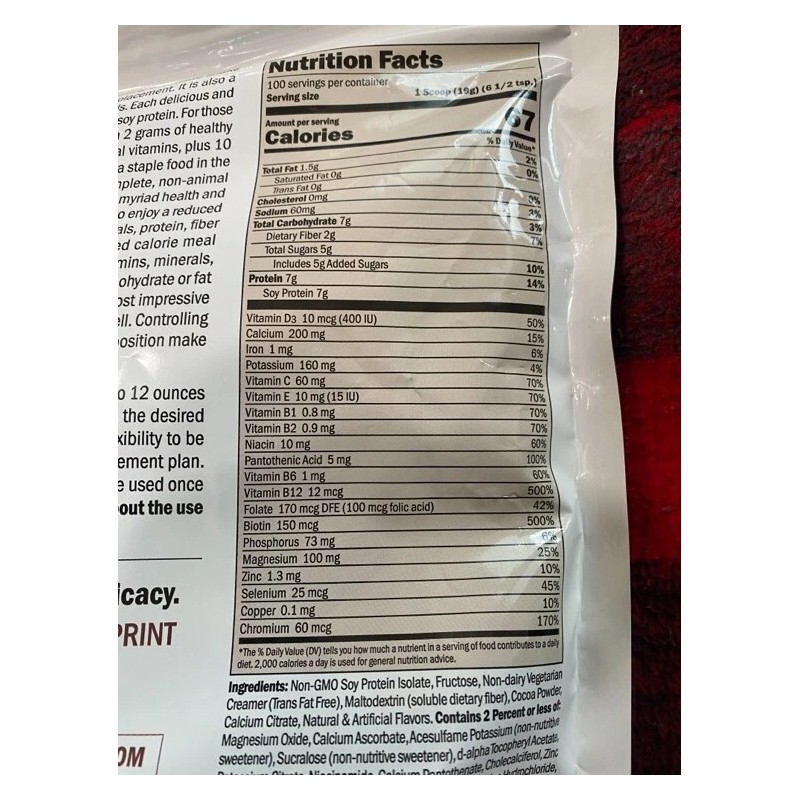 placement. It is also a
s. Each delicious and
soy protein. For those
2 grams of healthy
al vitamins, plus 10
a staple food in the
plete, non-animal
myriad health and
o enjoy a reduced
als, protein, fiber
ed calorie meal
mins, minerals,
ohydrate or fat
ost impressive
ell. Controlling
osition make
o 12 ounces
the desired
xibility to be
ement plan.
e used once
out the use
icacy.
PRINT
OM
Nutrition Facts
100 servings per container
Serving size 1 Scoop (19g) (6 1/2 tsp.)
Amount per serving
Calories 67
% Daily Value*
Total Fat 1.5g 2%
Saturated Fat 0g 0%
Trans Fat 0g
Cholesterol 0mg 0%
Sodium 60mg 3%
Total Carbohydrate 7g 3%
Dietary Fiber 2g 7%
Total Sugars 5g
Includes 5g Added Sugars 10%
Protein 7g 14%
Soy Protein 7g
Vitamin D3 10 mcg (400 IU) 50%
Calcium 200 mg 15%
Iron 1 mg 6%
Potassium 160 mg 4%
Vitamin C 60 mg 70%
Vitamin E 10 mg (15 IU) 70%
Vitamin B1 0.8 mg 70%
Vitamin B2 0.9 mg 70%
Niacin 10 mg 60%
Pantothenic Acid 5 mg 100%
Vitamin B6 1 mg 60%
Vitamin B12 12 mcg 500%
Folate 170 mcg DFE (100 mcg folic acid) 42%
Biotin 150 mcg 500%
Phosphorus 73 mg 6%
Magnesium 100 mg 25%
Zinc 1.3 mg 10%
Selenium 25 mcg 45%
Copper 0.1 mg 10%
Chromium 60 mcg 170%
*The % Daily Value (DV) tells you how much a nutrient in a serving of food contributes to a daily
diet. 2,000 calories a day is used for general nutrition advice.
Ingredients: Non-GMO Soy Protein Isolate, Fructose, Non-dairy Vegetarian
Creamer (Trans Fat Free), Maltodextrin (soluble dietary fiber), Cocoa Powder,
Calcium Citrate, Natural & Artificial Flavors. Contains 2 Percent or less of:
Magnesium Oxide, Calcium Ascorbate, Acesulfame Potassium (non-nutritive
sweetener), Sucralose (non-nutritive sweetener), d-alpha Tocopheryl Acetate,
Potassium Citrate, Niacinamide, Calcium Pantothenate, Cholecalciferol, Zinc
Hydrochloride,